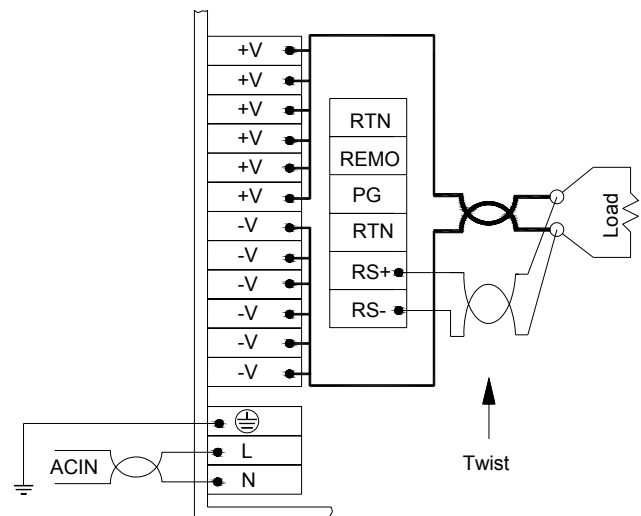 +V
+V
+V
+V
+V
+V
-V
-V
-V
-V
-V
-V
L
N
ACIN
RTN
REMO
PG
RTN
RS+
RS-
Load
Twist